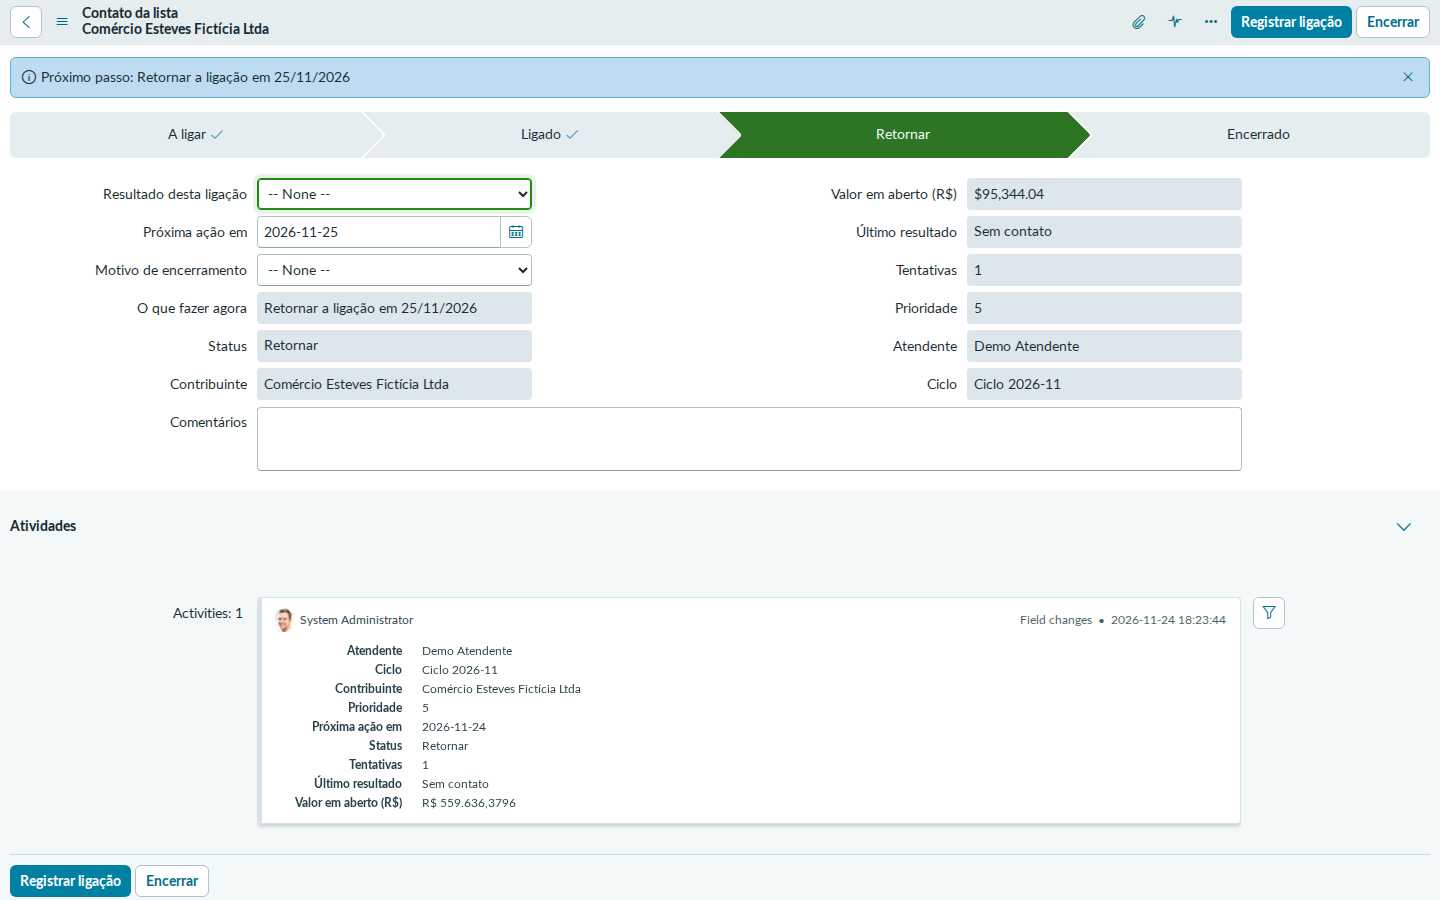 Contato da lista
Comércio Esteves Fictícia Ltda
Registrar ligação
Encerrar
Próximo passo: Retornar a ligação em 25/11/2026
A ligar
Ligado
Retornar
Encerrado
Resultado desta ligação
-- None --
Próxima ação em
2026-11-25
Motivo de encerramento
-- None --
O que fazer agora
Retornar a ligação em 25/11/2026
Status
Retornar
Contribuinte
Comércio Esteves Fictícia Ltda
Valor em aberto (R$)
$95,344.04
Último resultado
Sem contato
Tentativas
1
Prioridade
5
Atendente
Demo Atendente
Ciclo
Ciclo 2026-11
Comentários
Atividades
Activities: 1
System Administrator
Field changes • 2026-11-24 18:23:44
Atendente Demo Atendente
Ciclo Ciclo 2026-11
Contribuinte Comércio Esteves Fictícia Ltda
Prioridade 5
Próxima ação em 2026-11-24
Status Retornar
Tentativas 1
Último resultado Sem contato
Valor em aberto (R$) R$ 559.636,3796
Registrar ligação
Encerrar